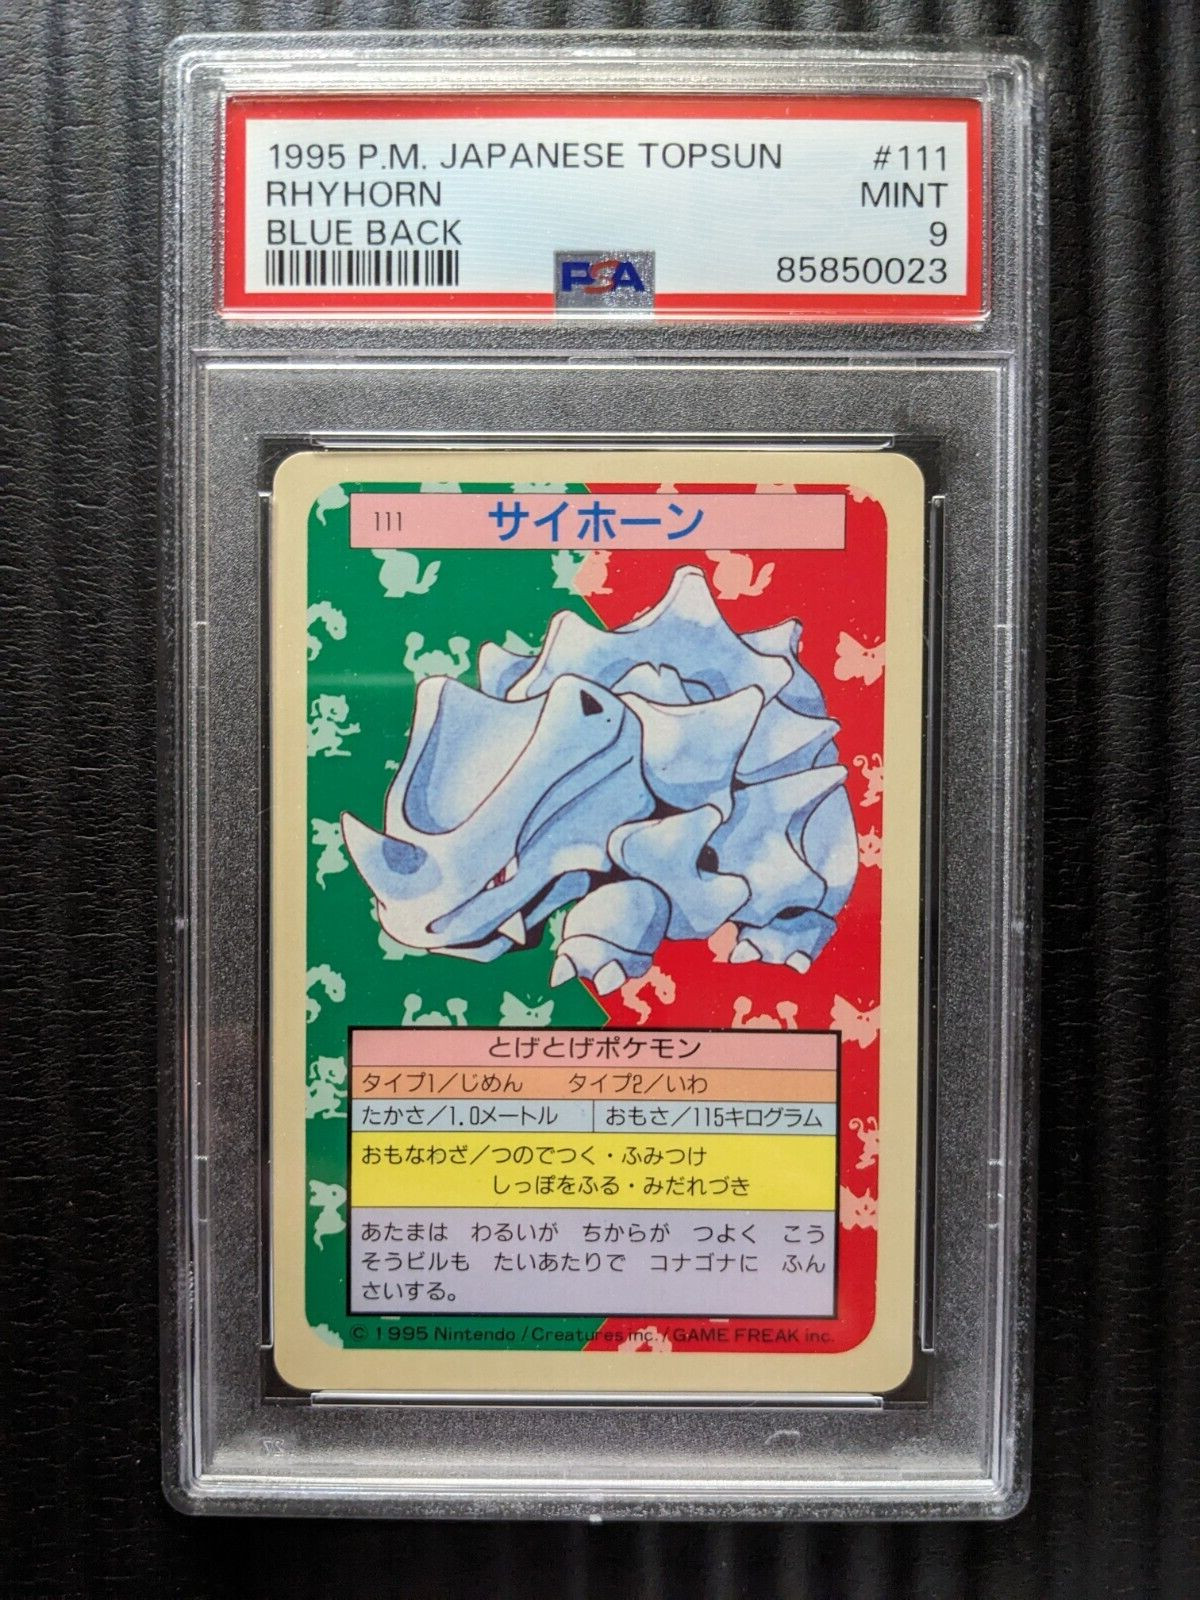 1995 P.M. JAPANESE TOPSUN #111
RHYHORN MINT
BLUE BACK 9
PSA 85850023
111 サイホーン
とげとげポケモン
タイプ1/じめん タイプ2/いわ
たかさ/1.0メートル おもさ/115キログラム
おもなわざ/つのでつく・ふみつけ
しっぽをふる・みだれづき
あたまは わるいが ちからが つよく こう
そうビルも たいあたりで コナゴナに ふん
さいする。
© 1995 Nintendo/Creatures inc./GAME FREAK inc.